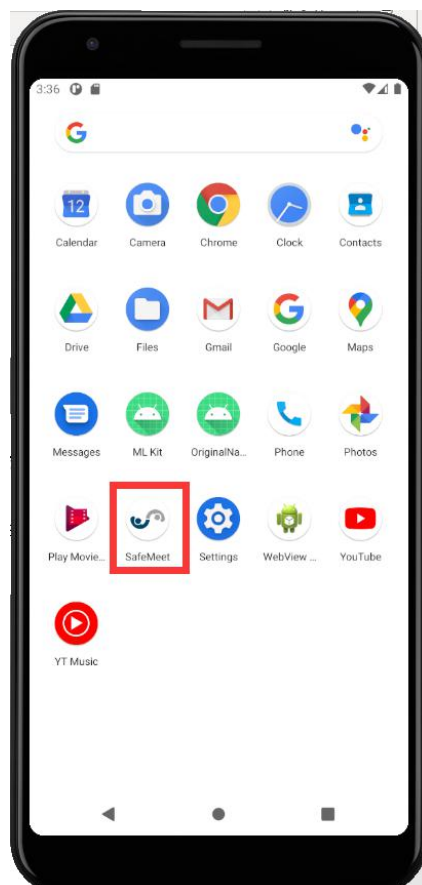 3:36
G
12
Calendar Camera Chrome Clock Contacts
G
Drive Files Gmail Google Maps
Messages ML Kit OriginalNa... Phone Photos
Play Movie... SafeMeet Settings WebView ... YouTube
YT Music